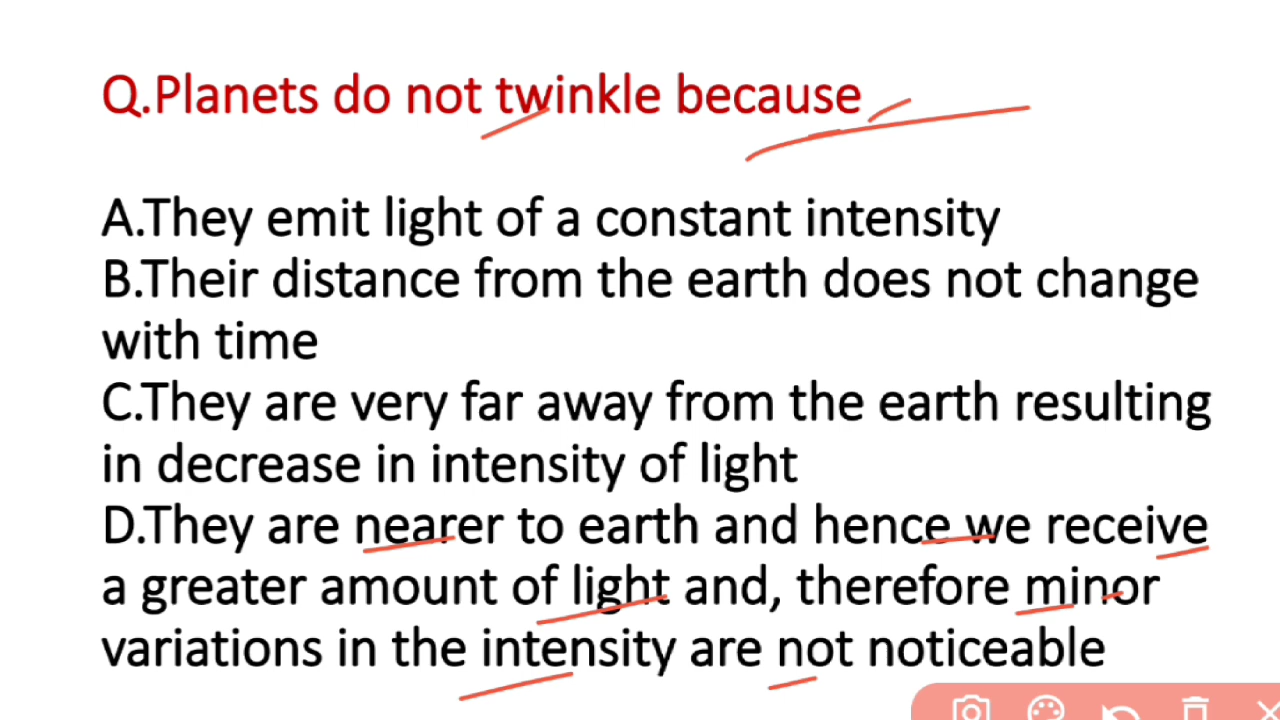 Q.Planets do not twinkle because
A.They emit light of a constant intensity
B.Their distance from the earth does not change
with time
C.They are very far away from the earth resulting
in decrease in intensity of light
D.They are nearer to earth and hence we receive
a greater amount of light and, therefore minor
variations in the intensity are not noticeable